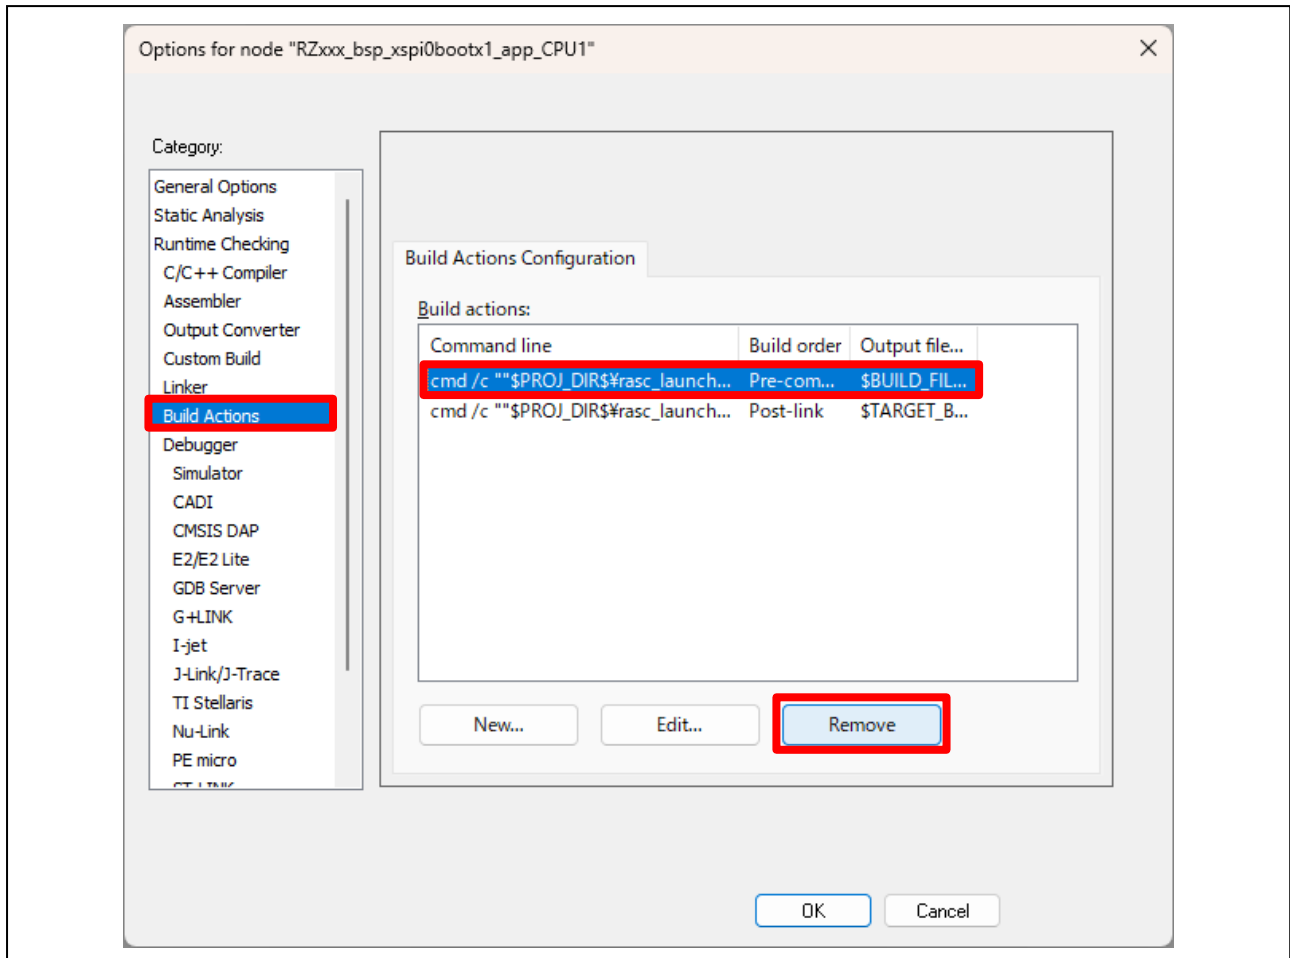 Options for node "RZxxx_bsp_xspi0bootx1_app_CPU1"
Category:
General Options
Static Analysis
Runtime Checking
C/C++ Compiler
Assembler
Output Converter
Custom Build
Linker
Build Actions
Debugger
Simulator
CADI
CMSIS DAP
E2/E2 Lite
GDB Server
G+LINK
I-jet
J-Link/J-Trace
TI Stellaris
Nu-Link
PE micro
ST-LINK
Build Actions Configuration
Build actions:
Command line Build order Output file...
cmd /c ""$PROJ_DIR$¥rasc_launch... Pre-com... $BUILD_FIL...
cmd /c ""$PROJ_DIR$¥rasc_launch... Post-link $TARGET_B...
New... Edit... Remove
OK Cancel